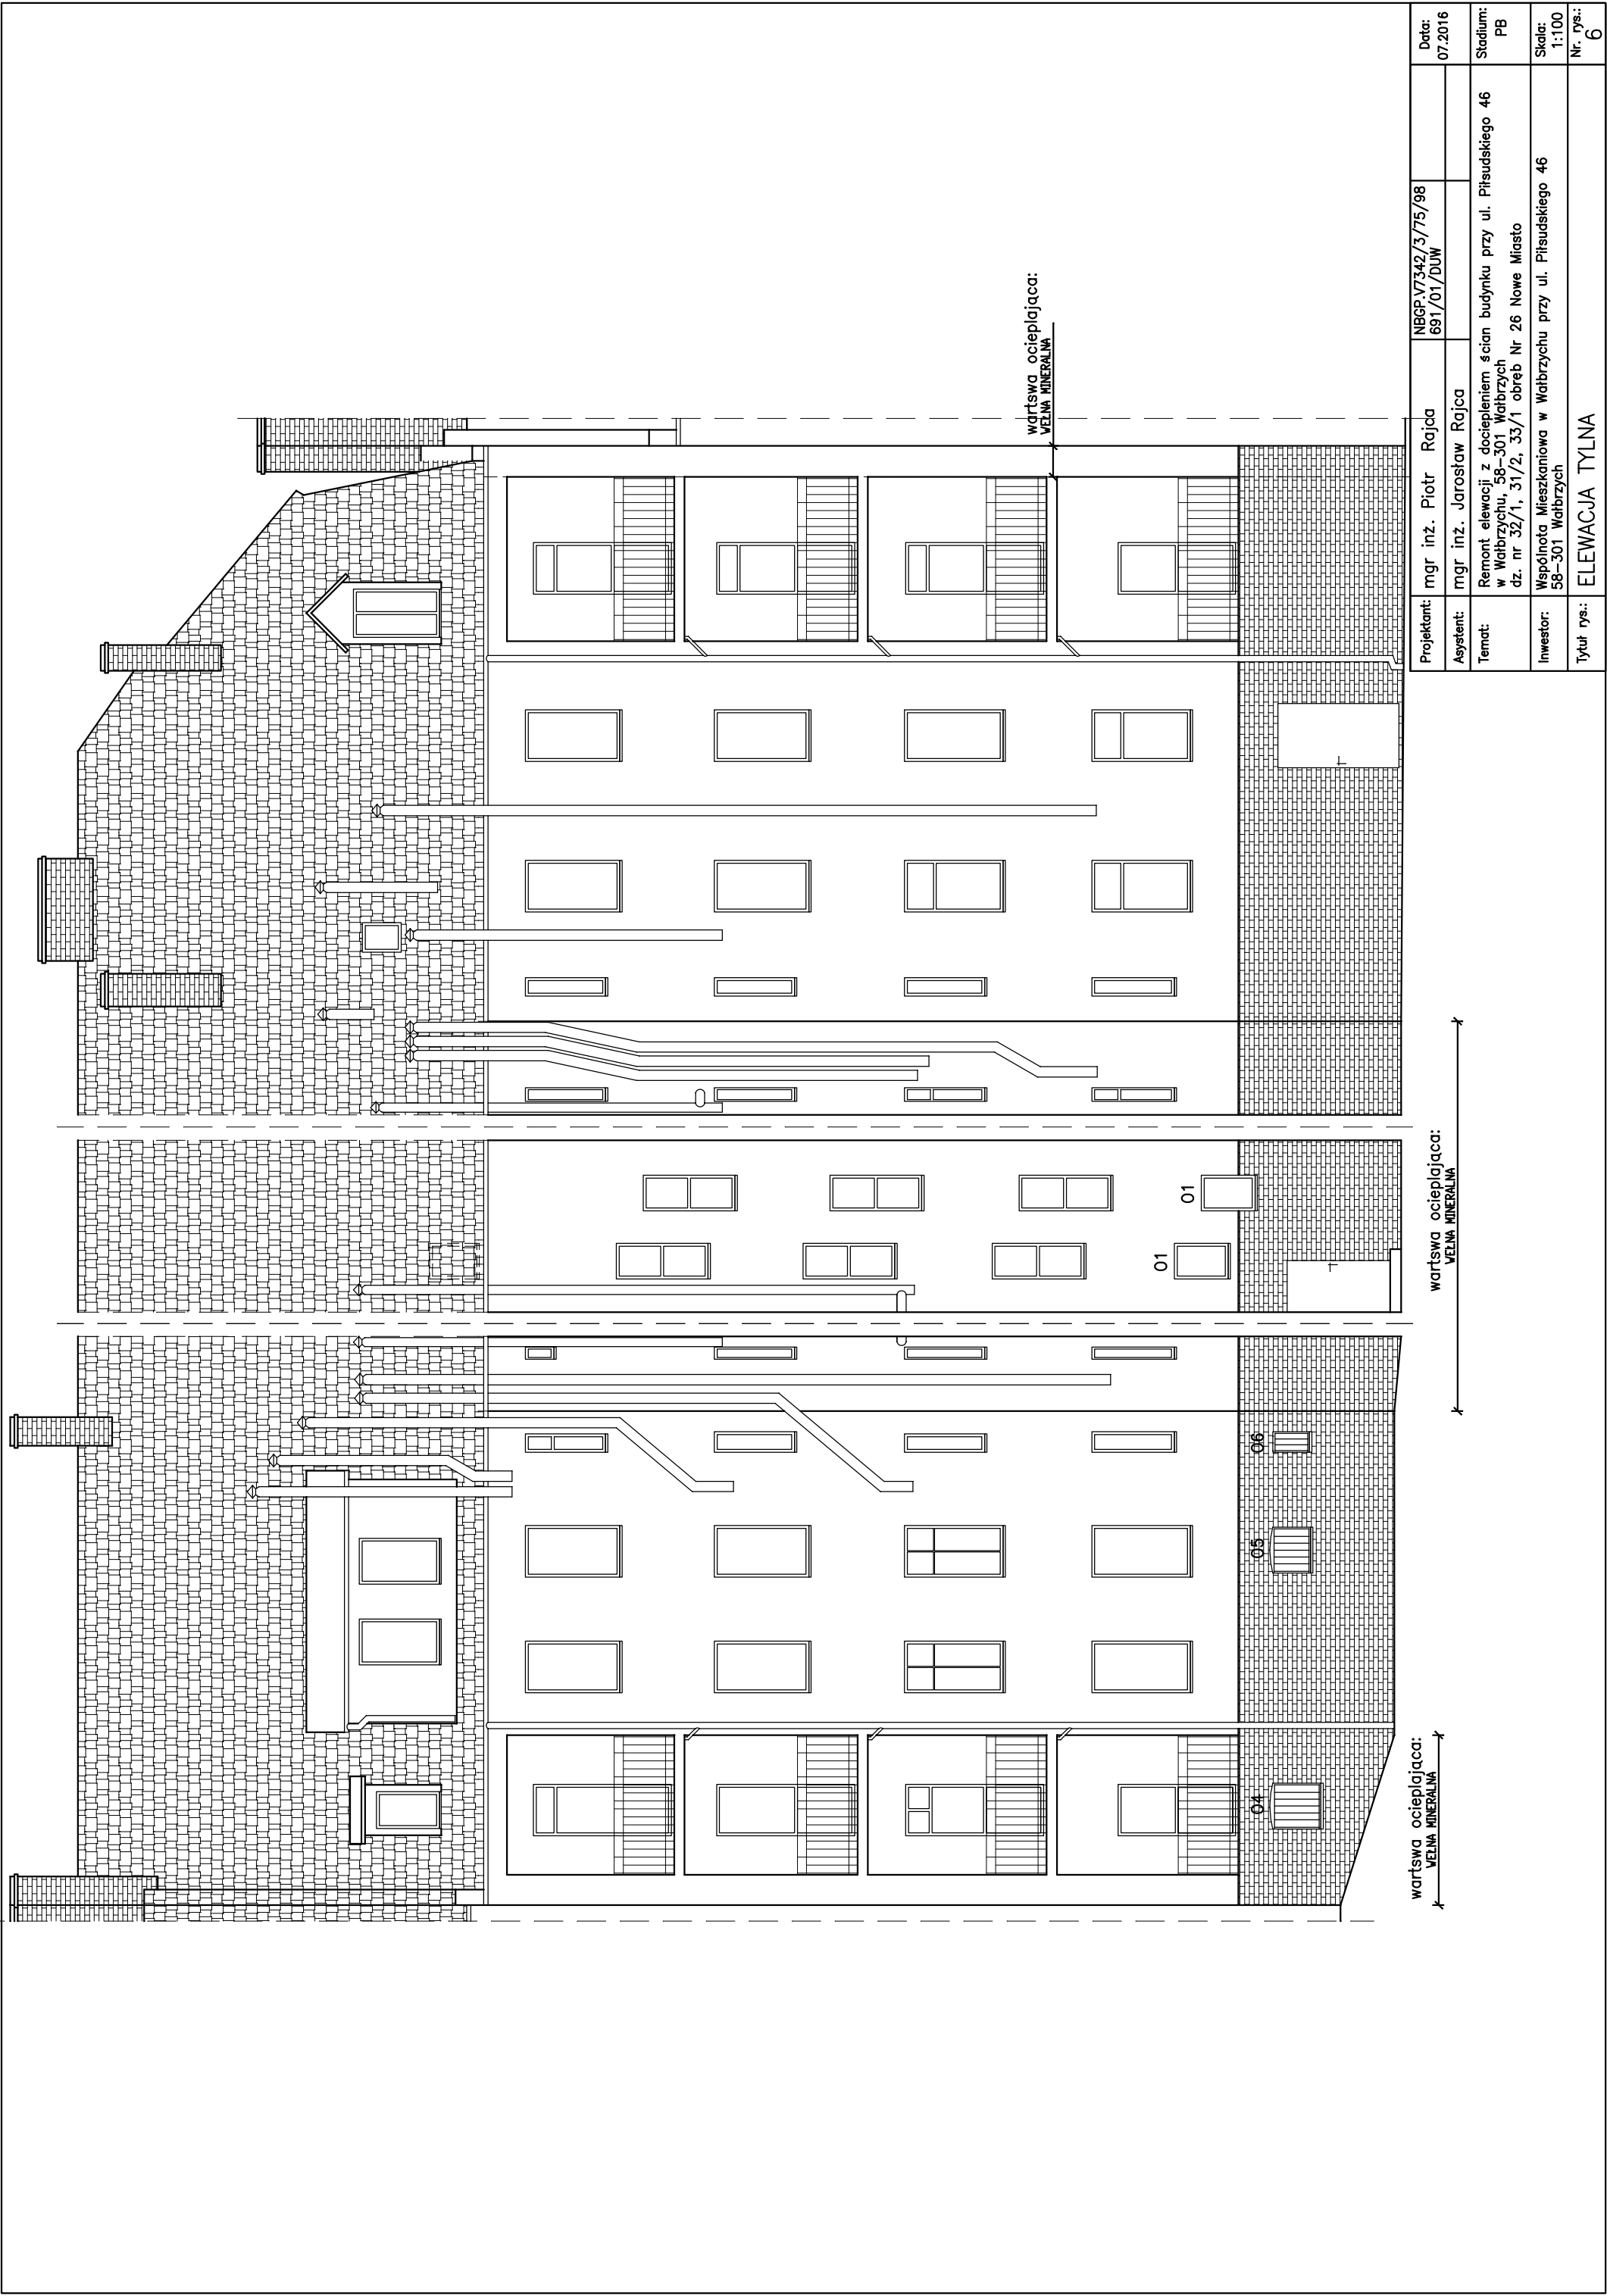 wartswa ocieplająca:
WEŁNA MINERALNA
01
01
04
05
06
wartswa ocieplająca:
WEŁNA MINERALNA
wartswa ocieplająca:
WEŁNA MINERALNA
Projektant: mgr inż. Piotr Rajca NBGP.V7342/3/75/98 Data:
691/01/DUW 07.2016
Asystent: mgr inż. Jarosław Rajca
Temat: Remont elewacji z dociepleniem ścian budynku przy ul. Piłsudskiego 46 Stadium:
w Wałbrzychu, 58-301 Wałbrzych PB
dz. nr 32/1, 31/2, 33/1 obręb Nr 26 Nowe Miasto
Inwestor: Wspólnota Mieszkaniowa w Wałbrzychu przy ul. Piłsudskiego 46 Skala:
58-301 Wałbrzych 1:100
Tytuł rys.: ELEWACJA TYLNA Nr. rys.:
6